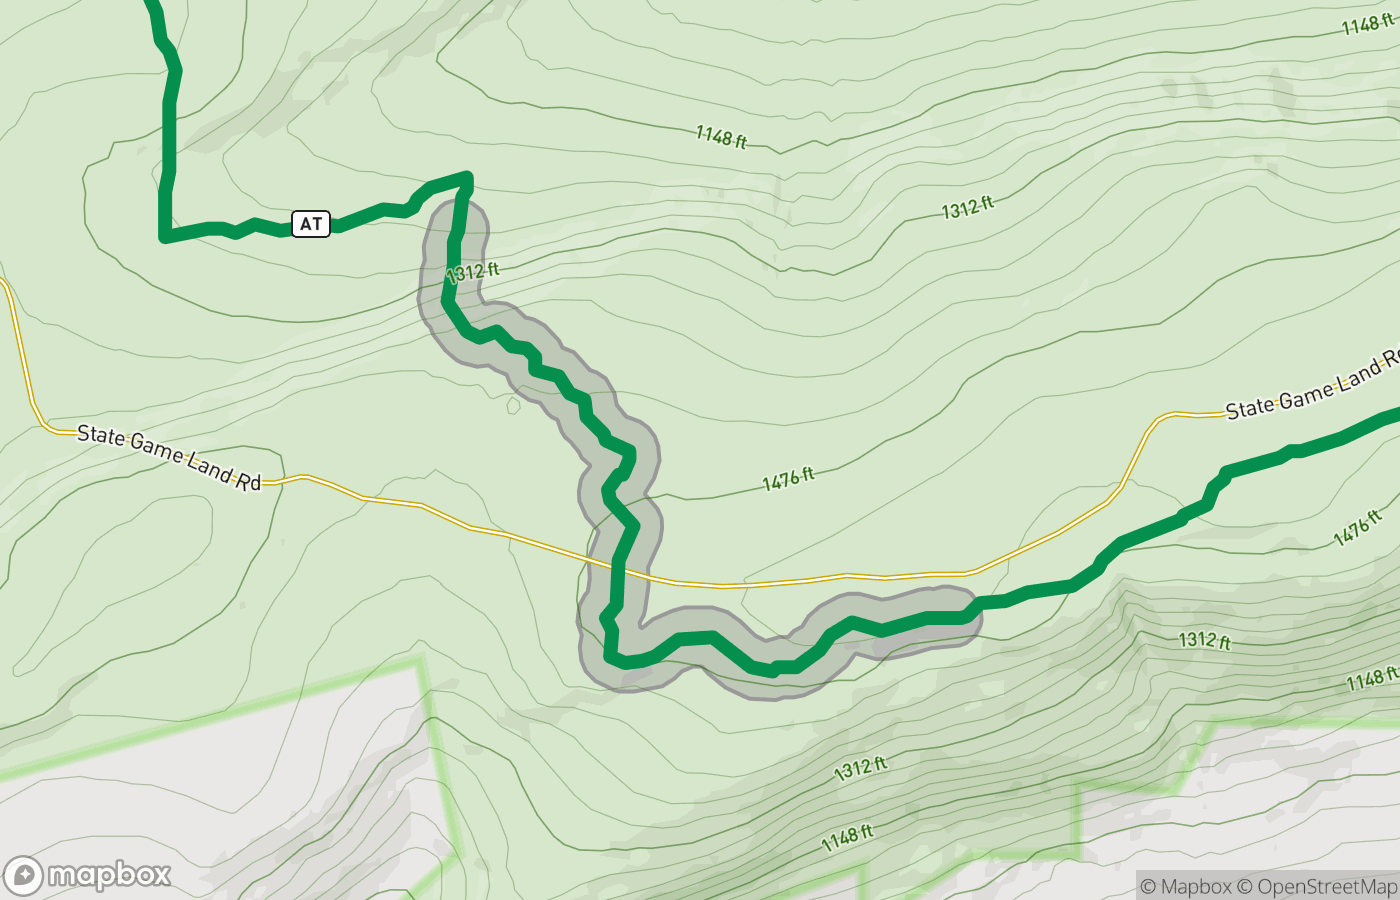 1148 ft
1148 ft
1312 ft
AT
1312 ft
State Game Land Rd
State Game Land Rd
1476 ft
1476 ft
1312 ft
1148 ft
1312 ft
1148 ft
mapbox
© Mapbox © OpenStreetMap